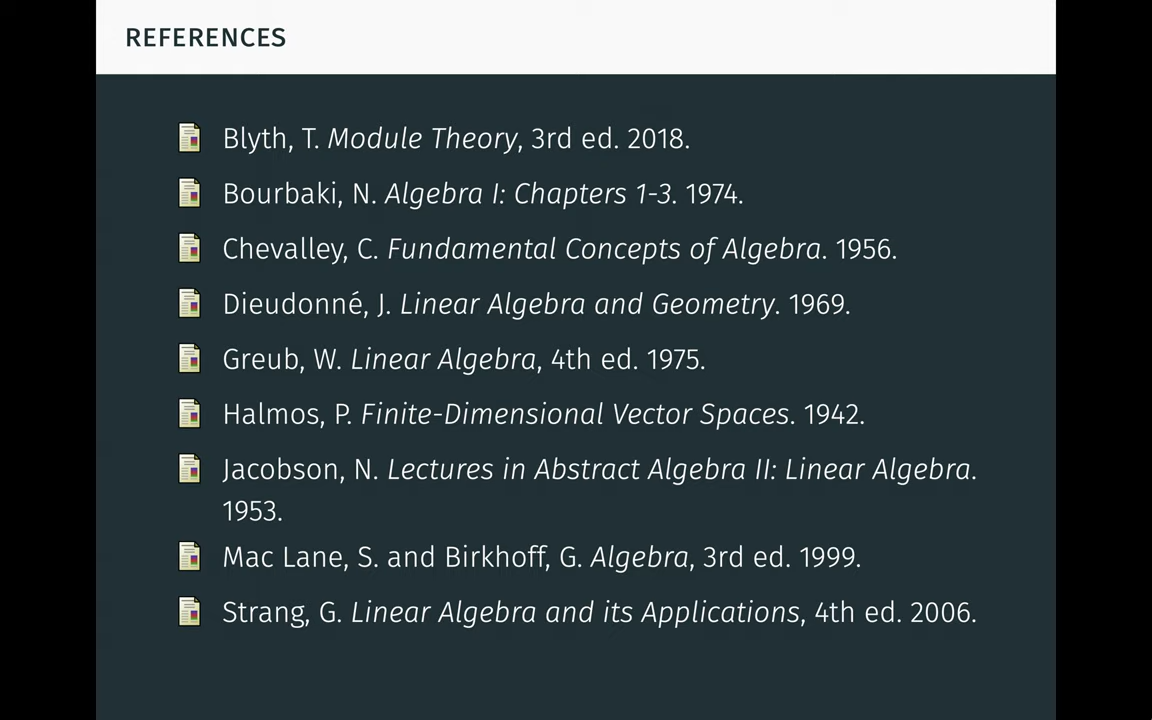 REFERENCES
Blyth, T. Module Theory, 3rd ed. 2018.
Bourbaki, N. Algebra I: Chapters 1-3. 1974.
Chevalley, C. Fundamental Concepts of Algebra. 1956.
Dieudonné, J. Linear Algebra and Geometry. 1969.
Greub, W. Linear Algebra, 4th ed. 1975.
Halmos, P. Finite-Dimensional Vector Spaces. 1942.
Jacobson, N. Lectures in Abstract Algebra II: Linear Algebra.
1953.
Mac Lane, S. and Birkhoff, G. Algebra, 3rd ed. 1999.
Strang, G. Linear Algebra and its Applications, 4th ed. 2006.